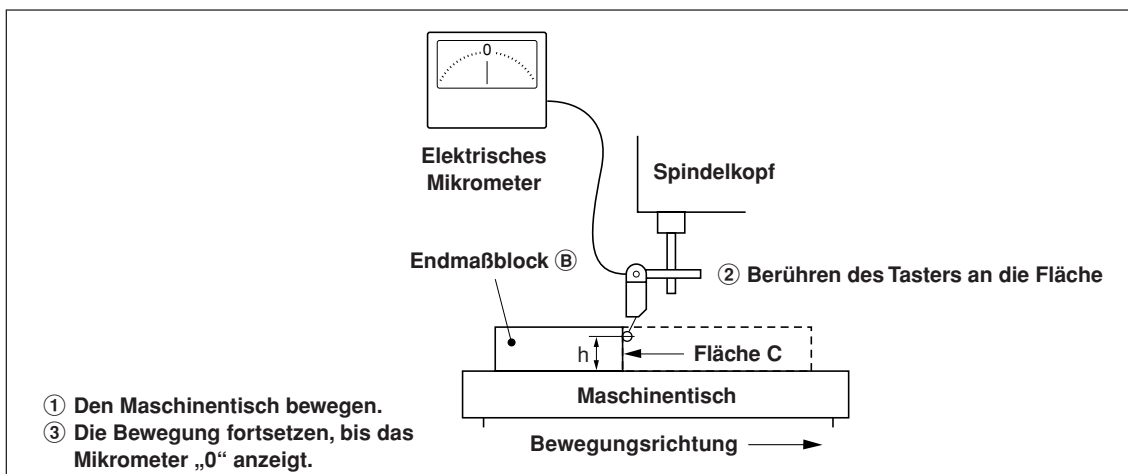 0
Elektrisches
Mikrometer
Spindelkopf
Endmaßblock Ⓑ
② Berühren des Tasters an die Fläche
h
Fläche C
Maschinentisch
① Den Maschinentisch bewegen.
③ Die Bewegung fortsetzen, bis das
Mikrometer „0“ anzeigt.
Bewegungsrichtung